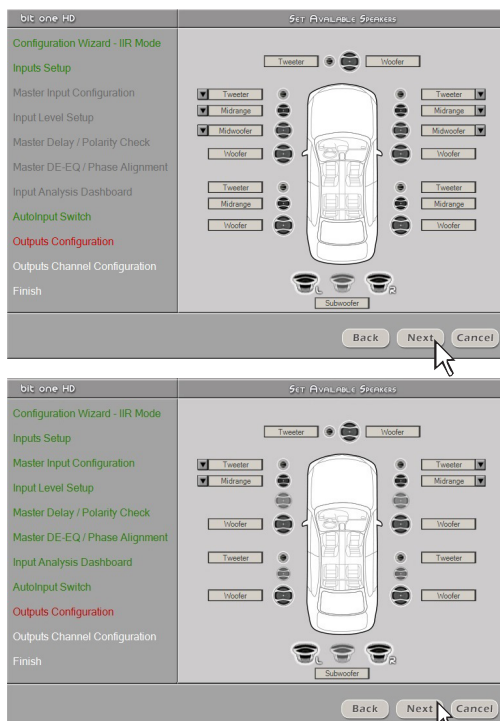 bit one HD
Set Available Speakers
Configuration Wizard - IIR Mode
Inputs Setup
Master Input Configuration
Input Level Setup
Master Delay / Polarity Check
Master DE-EQ / Phase Alignment
Input Analysis Dashboard
AutoInput Switch
Outputs Configuration
Outputs Channel Configuration
Finish
Tweeter Woofer
Tweeter Tweeter
Midrange Midrange
Midwoofer Midwoofer
Woofer Woofer
Tweeter Tweeter
Midrange Midrange
Woofer Woofer
L R
Subwoofer
Back Next Cancel
bit one HD
Set Available Speakers
Configuration Wizard - IIR Mode
Inputs Setup
Master Input Configuration
Input Level Setup
Master Delay / Polarity Check
Master DE-EQ / Phase Alignment
Input Analysis Dashboard
AutoInput Switch
Outputs Configuration
Outputs Channel Configuration
Finish
Tweeter Woofer
Tweeter Tweeter
Midrange Midrange
Woofer Woofer
Tweeter Tweeter
Woofer Woofer
L R
Subwoofer
Back Next Cancel